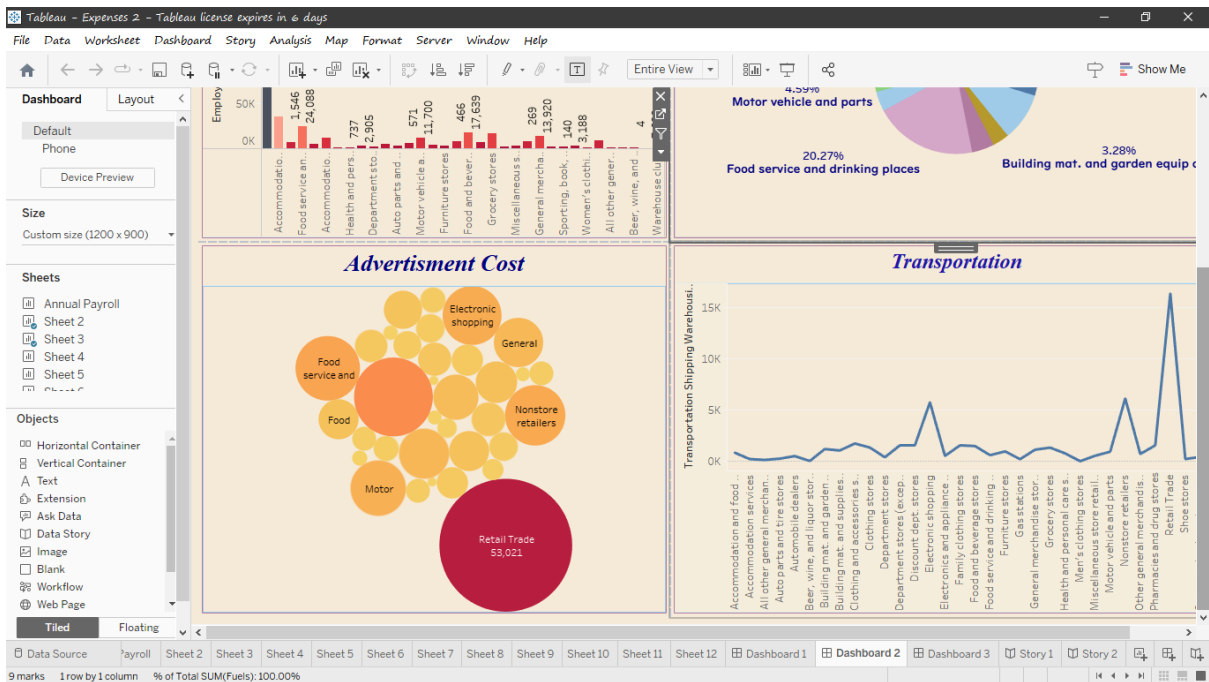 Tableau - Expenses 2 - Tableau license expires in 6 days
File Data Worksheet Dashboard Story Analysis Map Format Server Window Help
Entire View
Show Me
Dashboard Layout
Default
Phone
Device Preview
Size
Custom size (1200 x 900)
Sheets
Annual Payroll
Sheet 2
Sheet 3
Sheet 4
Sheet 5
Objects
Horizontal Container
Vertical Container
Text
Extension
Ask Data
Data Story
Image
Blank
Workflow
Web Page
Tiled Floating
Employ
50K
0K
1,546
24,088
737
2,905
571
11,700
466
17,639
269
13,920
140
3,188
4
Accommodatio..
Food service an..
Accommodatio..
Health and pers..
Department sto..
Auto parts and ..
Motor vehicle a..
Furniture stores
Food and bever..
Grocery stores
Miscellaneous s..
General mercha..
Sporting, book, ..
Women's clothi..
All other gener..
Beer, wine, and ..
Warehouse clu
4.59%
Motor vehicle and parts
20.27%
Food service and drinking places
3.28%
Building mat. and garden equip
Advertisment Cost
Electronic
shopping
General
Food
service and
Food
Nonstore
retailers
Motor
Retail Trade
53,021
Transportation
Transportation Shipping Warehousi..
15K
10K
5K
0K
Accommodation and food ..
Accommodation services
All other general merchan..
Auto parts and tire stores
Automobile dealers
Beer, wine, and liquor stor..
Building mat. and garden..
Building mat. and supplies..
Clothing and accessories s..
Clothing stores
Department stores
Department stores (excep..
Discount dept. stores
Electronic shopping
Electronics and appliance ..
Family clothing stores
Food and beverage stores
Food service and drinking ..
Furniture stores
Gas stations
General merchandise stor..
Grocery stores
Health and personal care s..
Men's clothing stores
Miscellaneous store retail..
Motor vehicle and parts
Nonstore retailers
Other general merchandis..
Pharmacies and drug stores
Retail Trade
Shoe stores
Data Source Payroll Sheet 2 Sheet 3 Sheet 4 Sheet 5 Sheet 6 Sheet 7 Sheet 8 Sheet 9 Sheet 10 Sheet 11 Sheet 12 Dashboard 1 Dashboard 2 Dashboard 3 Story 1 Story 2
9 marks 1 row by 1 column % of Total SUM(Fuels): 100.00%